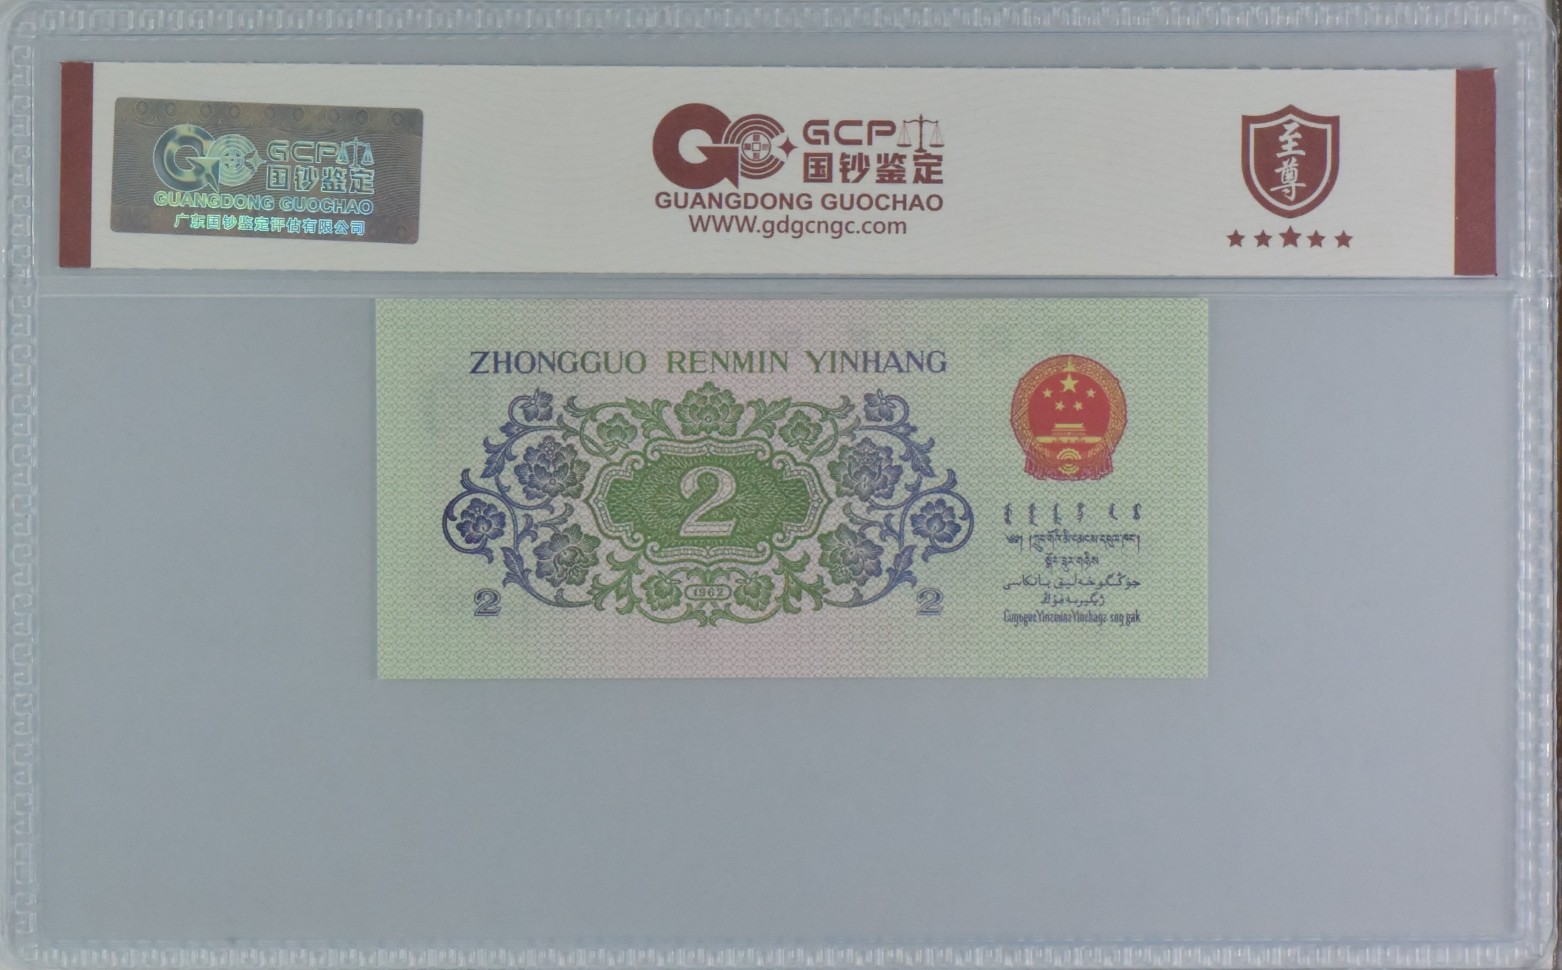 GCP
国钞鉴定
GUANGDONG GUOCHAO
广东国钞鉴定评估有限公司
GCP
国钞鉴定
GUANGDONG GUOCHAO
WWW.gdgcngc.com
至尊
ZHONGGUO RENMIN YINHANG
2
1962
2
2
جۇڭگوخەلىق بانكاسى